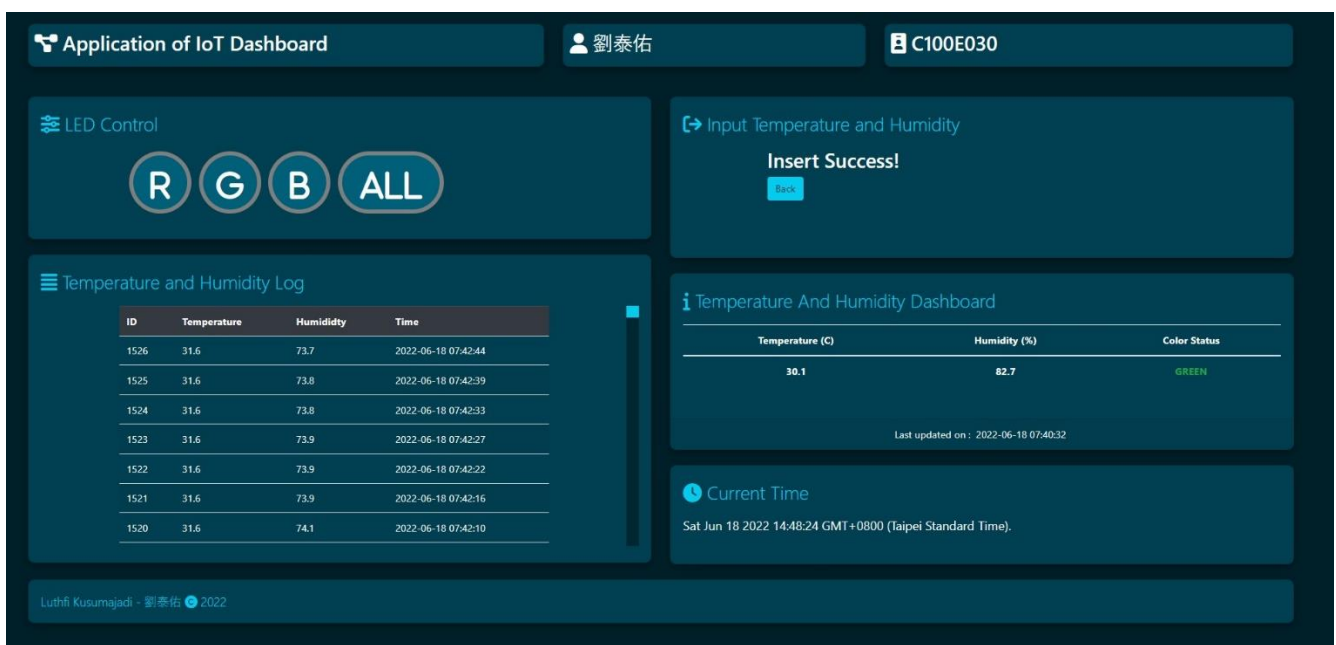 Application of IoT Dashboard
劉泰佑
C100E030
LED Control
R G B ALL
Input Temperature and Humidity
Insert Success!
Back
Temperature and Humidity Log
ID Temperature Humididty Time
1526 31.6 73.7 2022-06-18 07:42:44
1525 31.6 73.8 2022-06-18 07:42:39
1524 31.6 73.8 2022-06-18 07:42:33
1523 31.6 73.9 2022-06-18 07:42:27
1522 31.6 73.9 2022-06-18 07:42:22
1521 31.6 73.9 2022-06-18 07:42:16
1520 31.6 74.1 2022-06-18 07:42:10
Temperature And Humidity Dashboard
Temperature (C) Humidity (%) Color Status
30.1 82.7 GREEN
Last updated on : 2022-06-18 07:40:32
Current Time
Sat Jun 18 2022 14:48:24 GMT+0800 (Taipei Standard Time).
Luthfi Kusumajadi - 劉泰佑 © 2022